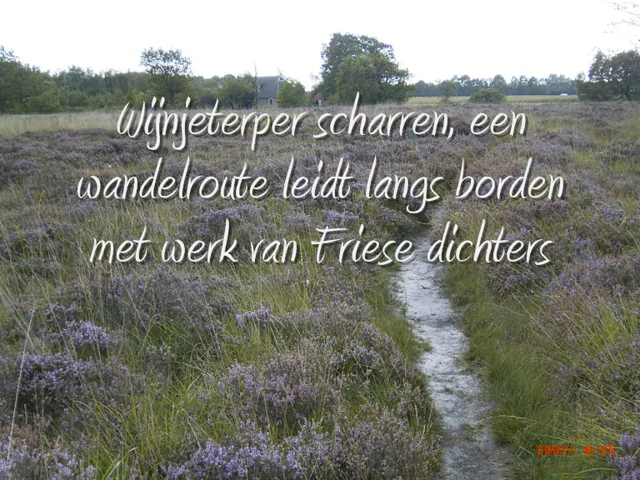 Wijnjeterper scharren, een
wandelroute leidt langs borden
met werk van Friese dichters